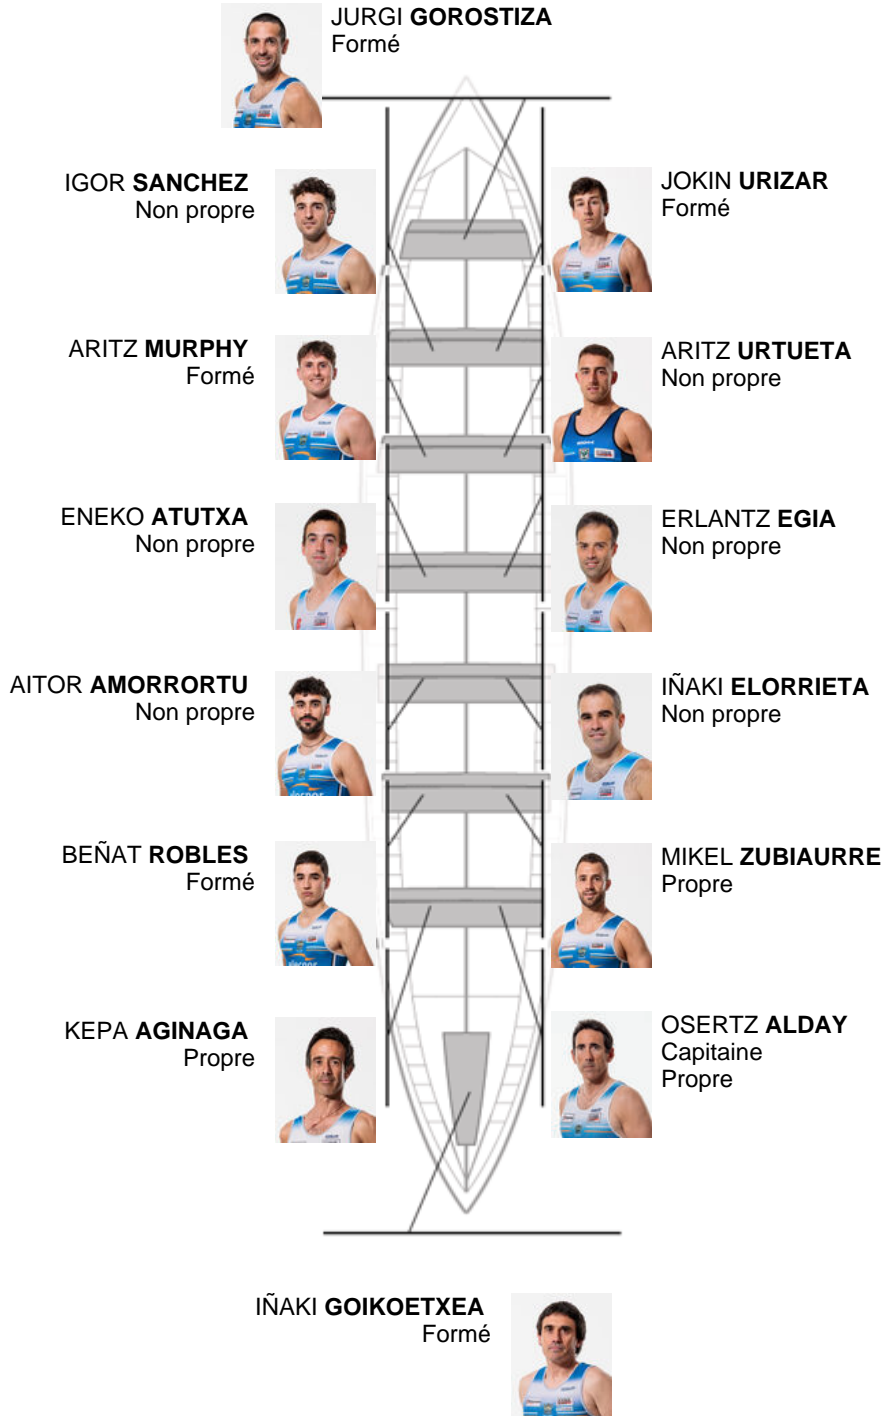 JURGI GOROSTIZA
Formé
IGOR SANCHEZ
Non propre
JOKIN URIZAR
Formé
ARITZ MURPHY
Formé
ARITZ URTUETA
Non propre
ENEKO ATUTXA
Non propre
ERLANTZ EGIA
Non propre
AITOR AMORRORTU
Non propre
IÑAKI ELORRIETA
Non propre
BEÑAT ROBLES
Formé
MIKEL ZUBIAURRE
Propre
KEPA AGINAGA
Propre
OSERTZ ALDAY
Capitaine
Propre
IÑAKI GOIKOETXEA
Formé